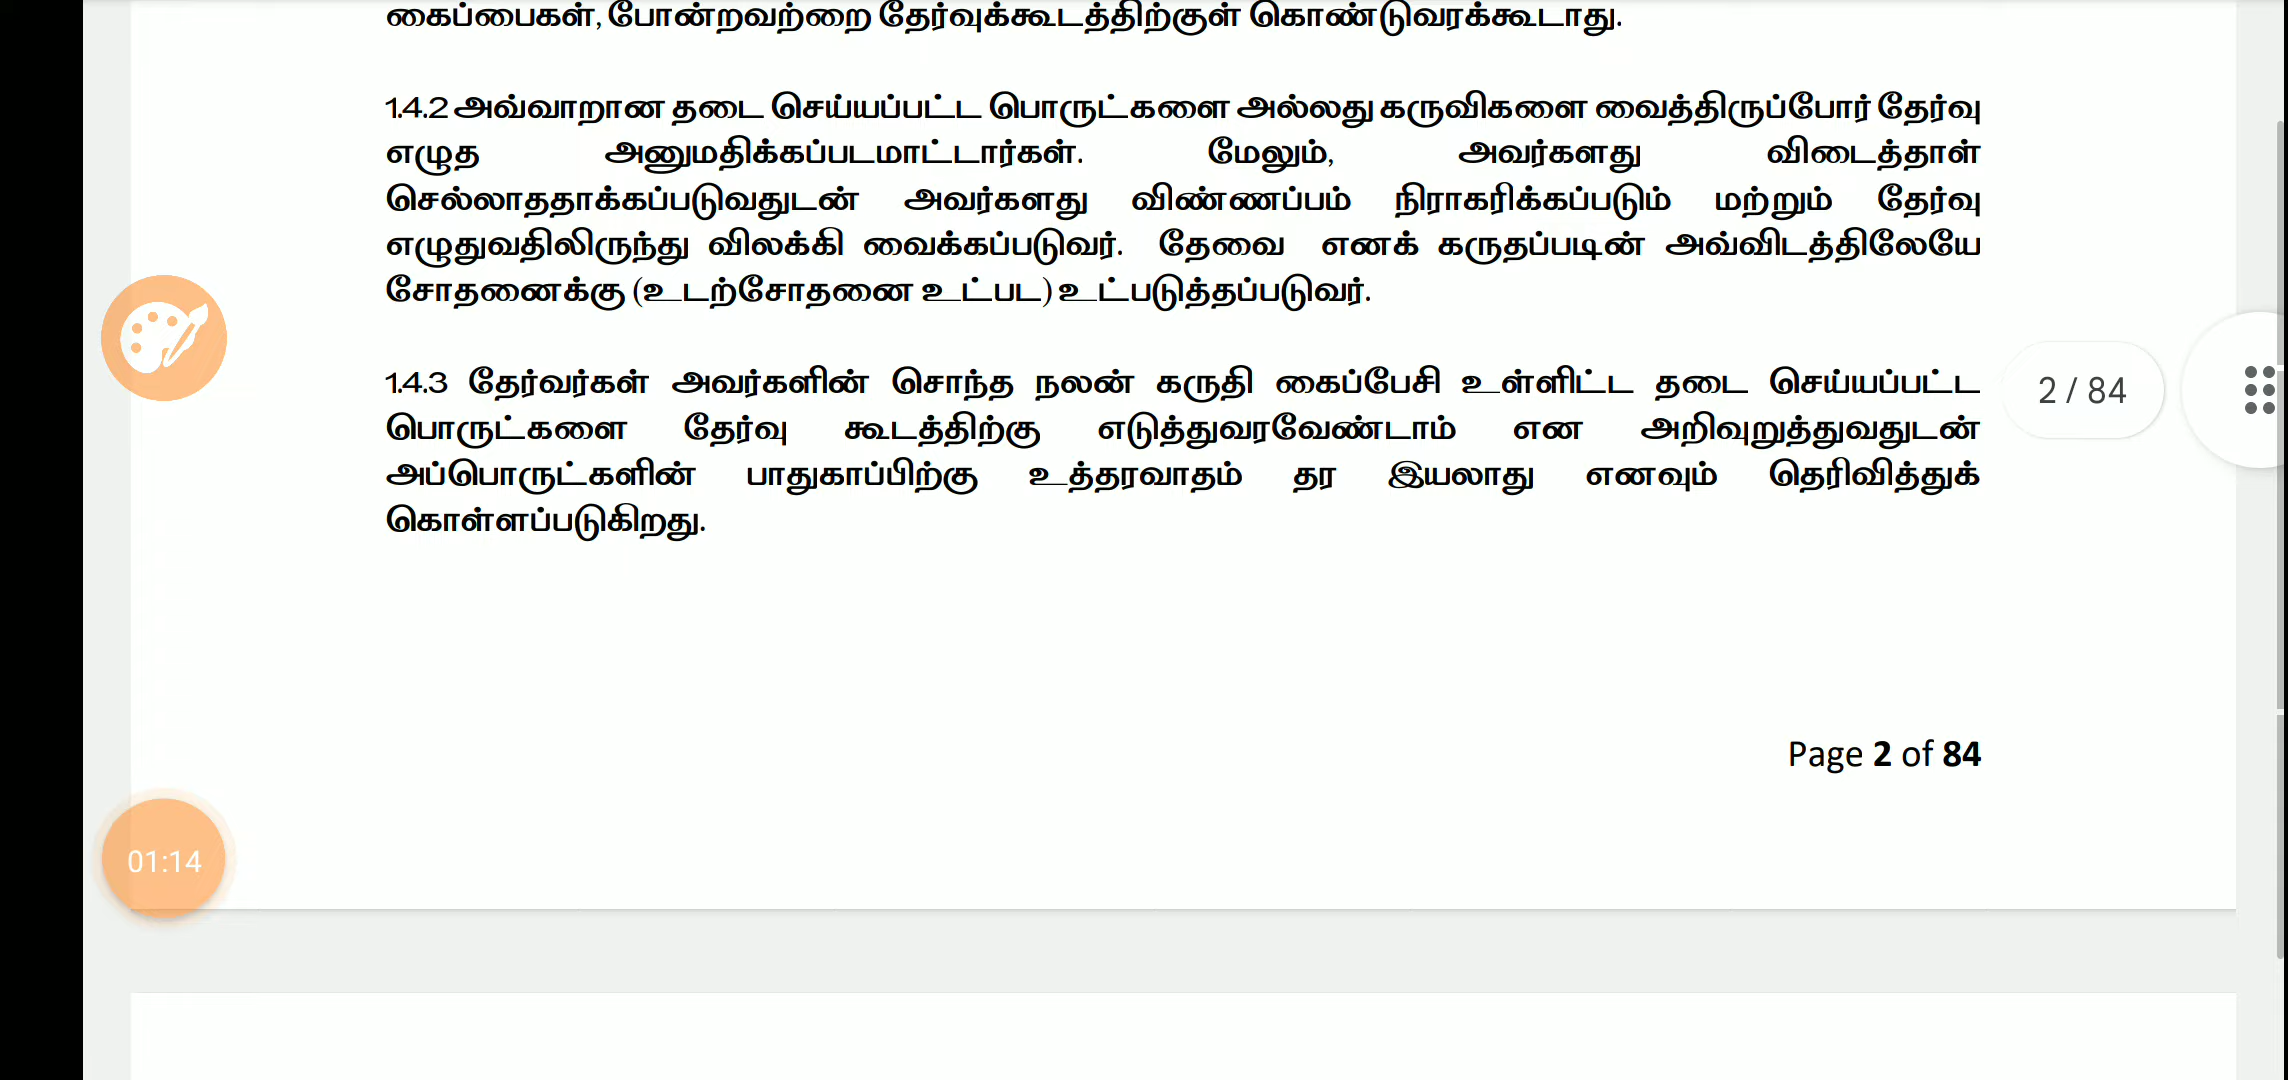 கைப்பைகள், போன்றவற்றை தேர்வுக்கூடத்திற்குள் கொண்டுவரக்கூடாது.
1.4.2 அவ்வாறான தடை செய்யப்பட்ட பொருட்களை அல்லது கருவிகளை வைத்திருப்போர் தேர்வு
எழுத அனுமதிக்கப்படமாட்டார்கள். மேலும், அவர்களது விடைத்தாள்
செல்லாததாக்கப்படுவதுடன் அவர்களது விண்ணப்பம் நிராகரிக்கப்படும் மற்றும் தேர்வு
எழுதுவதிலிருந்து விலக்கி வைக்கப்படுவர். தேவை எனக் கருதப்படின் அவ்விடத்திலேயே
சோதனைக்கு (உடற்சோதனை உட்பட) உட்படுத்தப்படுவர்.
1.4.3 தேர்வர்கள் அவர்களின் சொந்த நலன் கருதி கைப்பேசி உள்ளிட்ட தடை செய்யப்பட்ட
பொருட்களை தேர்வு கூடத்திற்கு எடுத்துவரவேண்டாம் என அறிவுறுத்துவதுடன்
அப்பொருட்களின் பாதுகாப்பிற்கு உத்தரவாதம் தர இயலாது எனவும் தெரிவித்துக்
கொள்ளப்படுகிறது.
2 / 84
Page 2 of 84
01:14